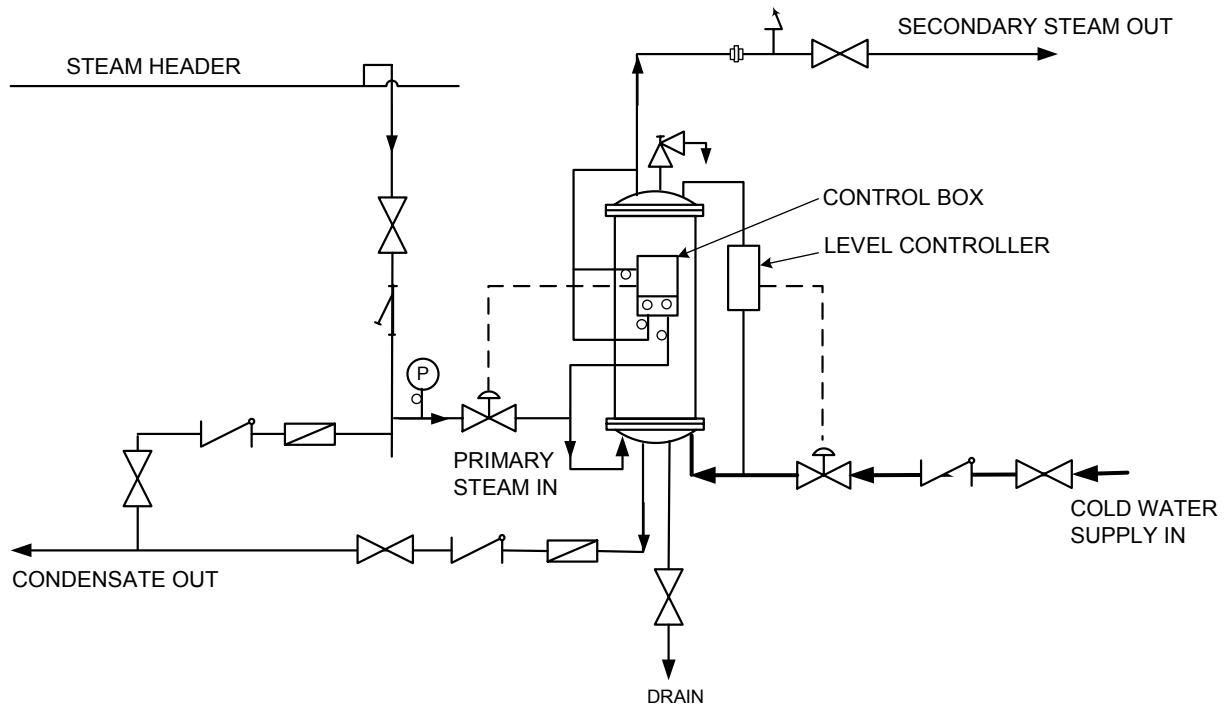 SECONDARY STEAM OUT
STEAM HEADER
CONTROL BOX
LEVEL CONTROLLER
P
PRIMARY
STEAM IN
COLD WATER
SUPPLY IN
CONDENSATE OUT
DRAIN